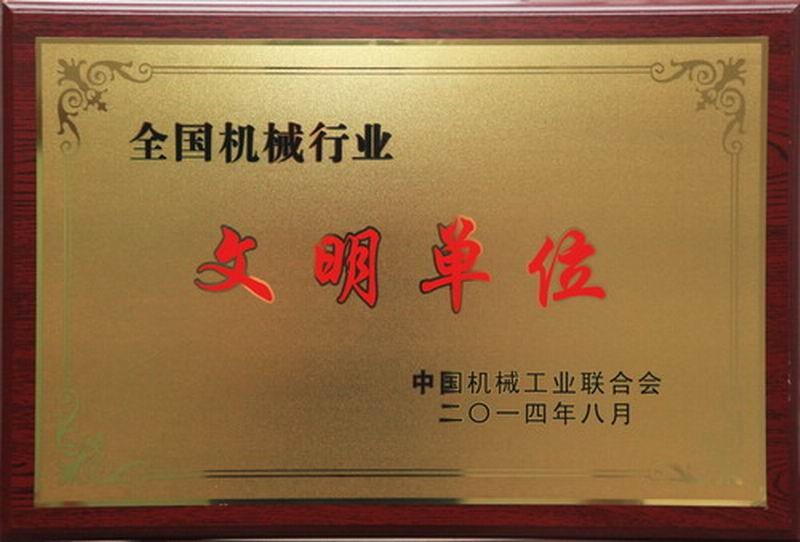 全国机械行业
文明单位
中国机械工业联合会
二〇一四年八月